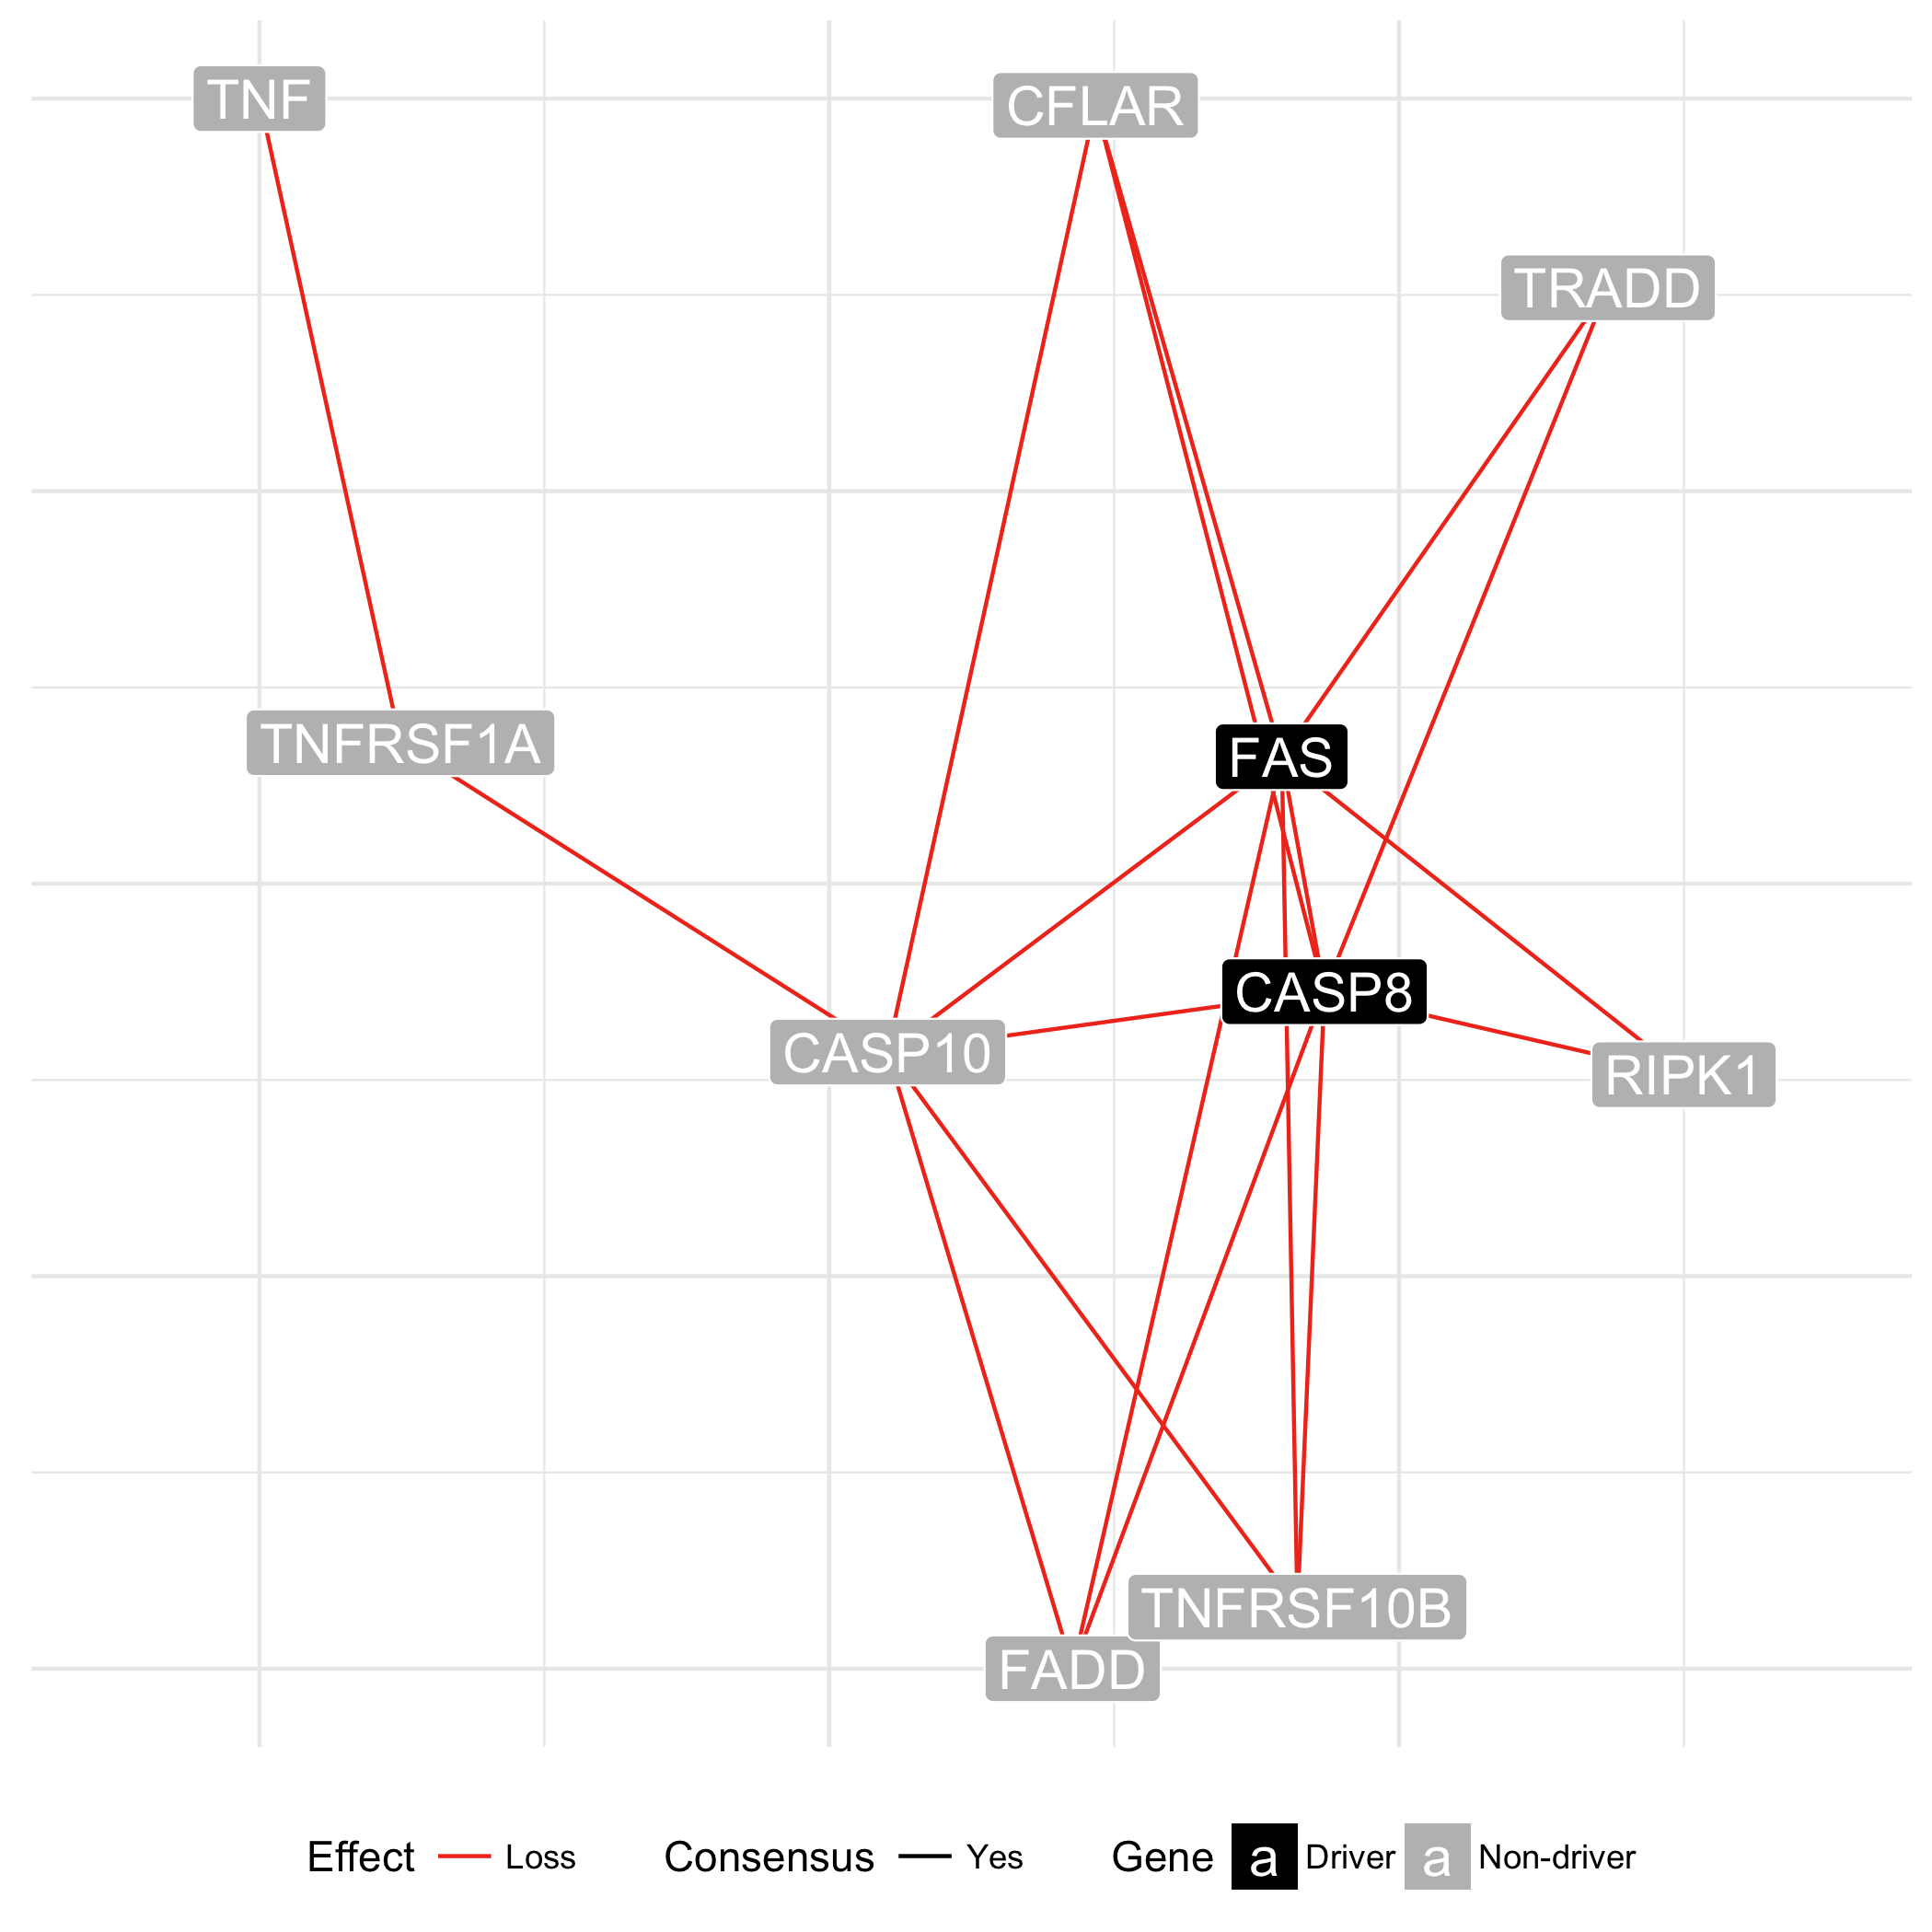 TNF
CFLAR
TRADD
TNFRSF1A
FAS
CASP8
CASP10
RIPK1
TNFRSF10B
FADD
Effect Loss Consensus Yes Gene a Driver a Non-driver